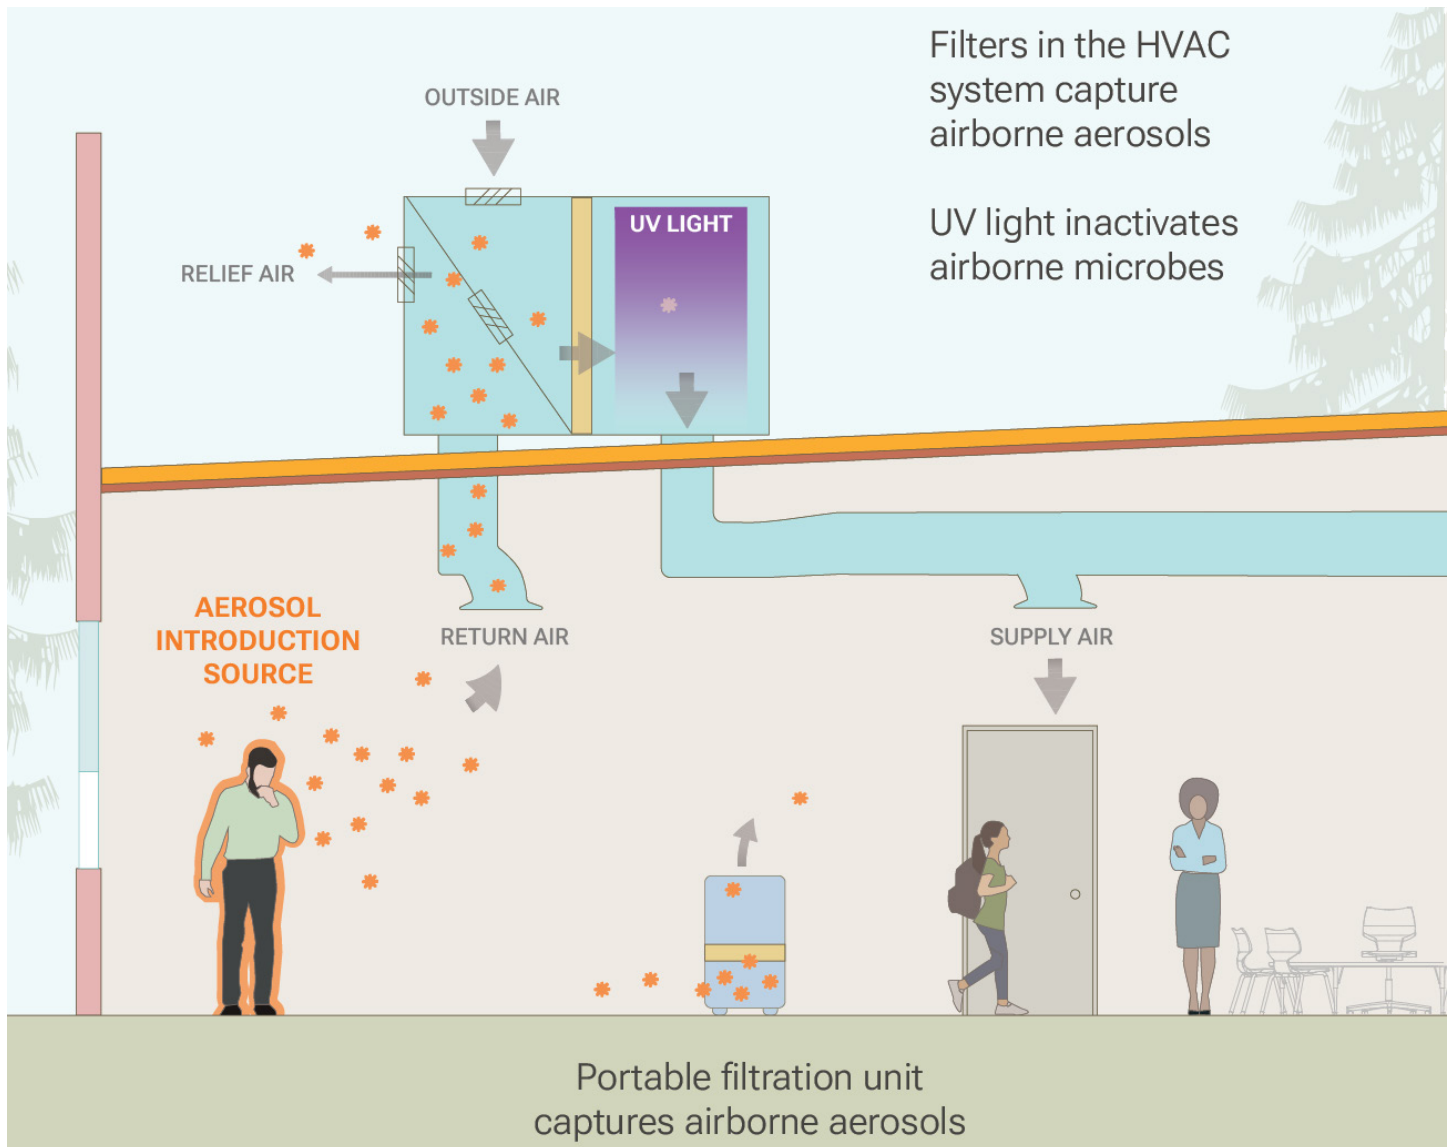 Filters in the HVAC
system capture
airborne aerosols
UV light inactivates
airborne microbes
OUTSIDE AIR
UV LIGHT
RELIEF AIR
AEROSOL
INTRODUCTION
SOURCE
RETURN AIR
SUPPLY AIR
Portable filtration unit
captures airborne aerosols